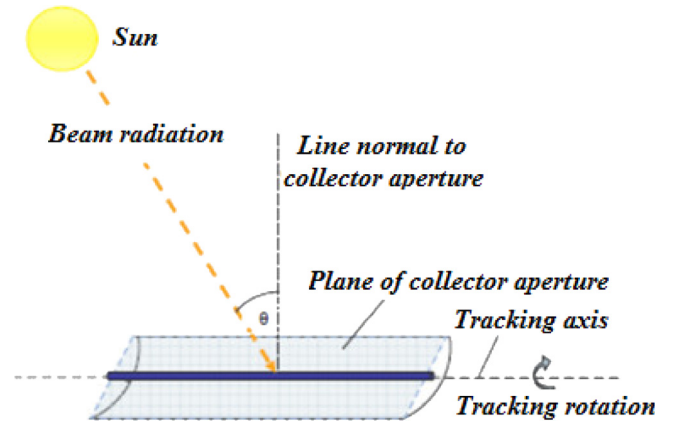 Sun
Beam radiation
Line normal to
collector aperture
Plane of collector aperture
θ
Tracking axis
Tracking rotation